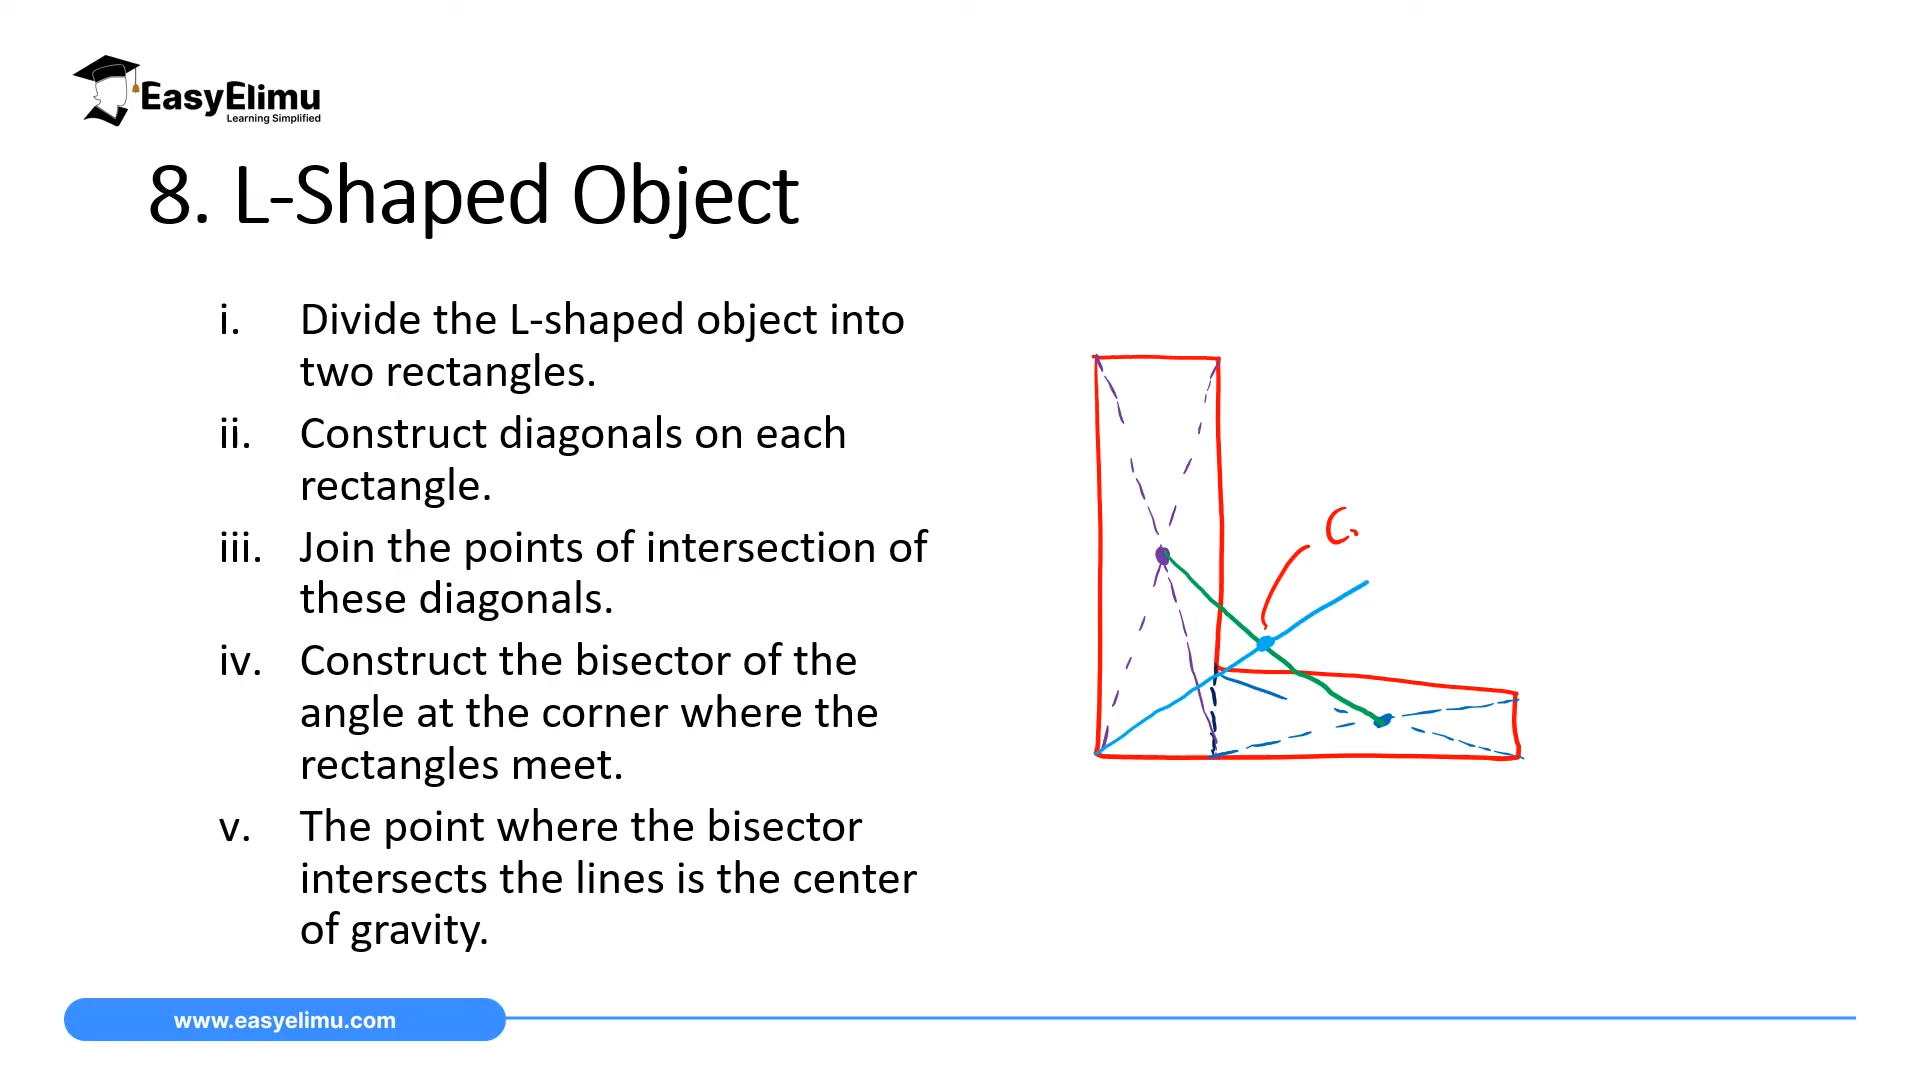 EasyElimu
Learning Simplified
8. L-Shaped Object
i. Divide the L-shaped object into
two rectangles.
ii. Construct diagonals on each
rectangle.
iii. Join the points of intersection of
these diagonals.
iv. Construct the bisector of the
angle at the corner where the
rectangles meet.
v. The point where the bisector
intersects the lines is the center
of gravity.
C.
www.easyelimu.com